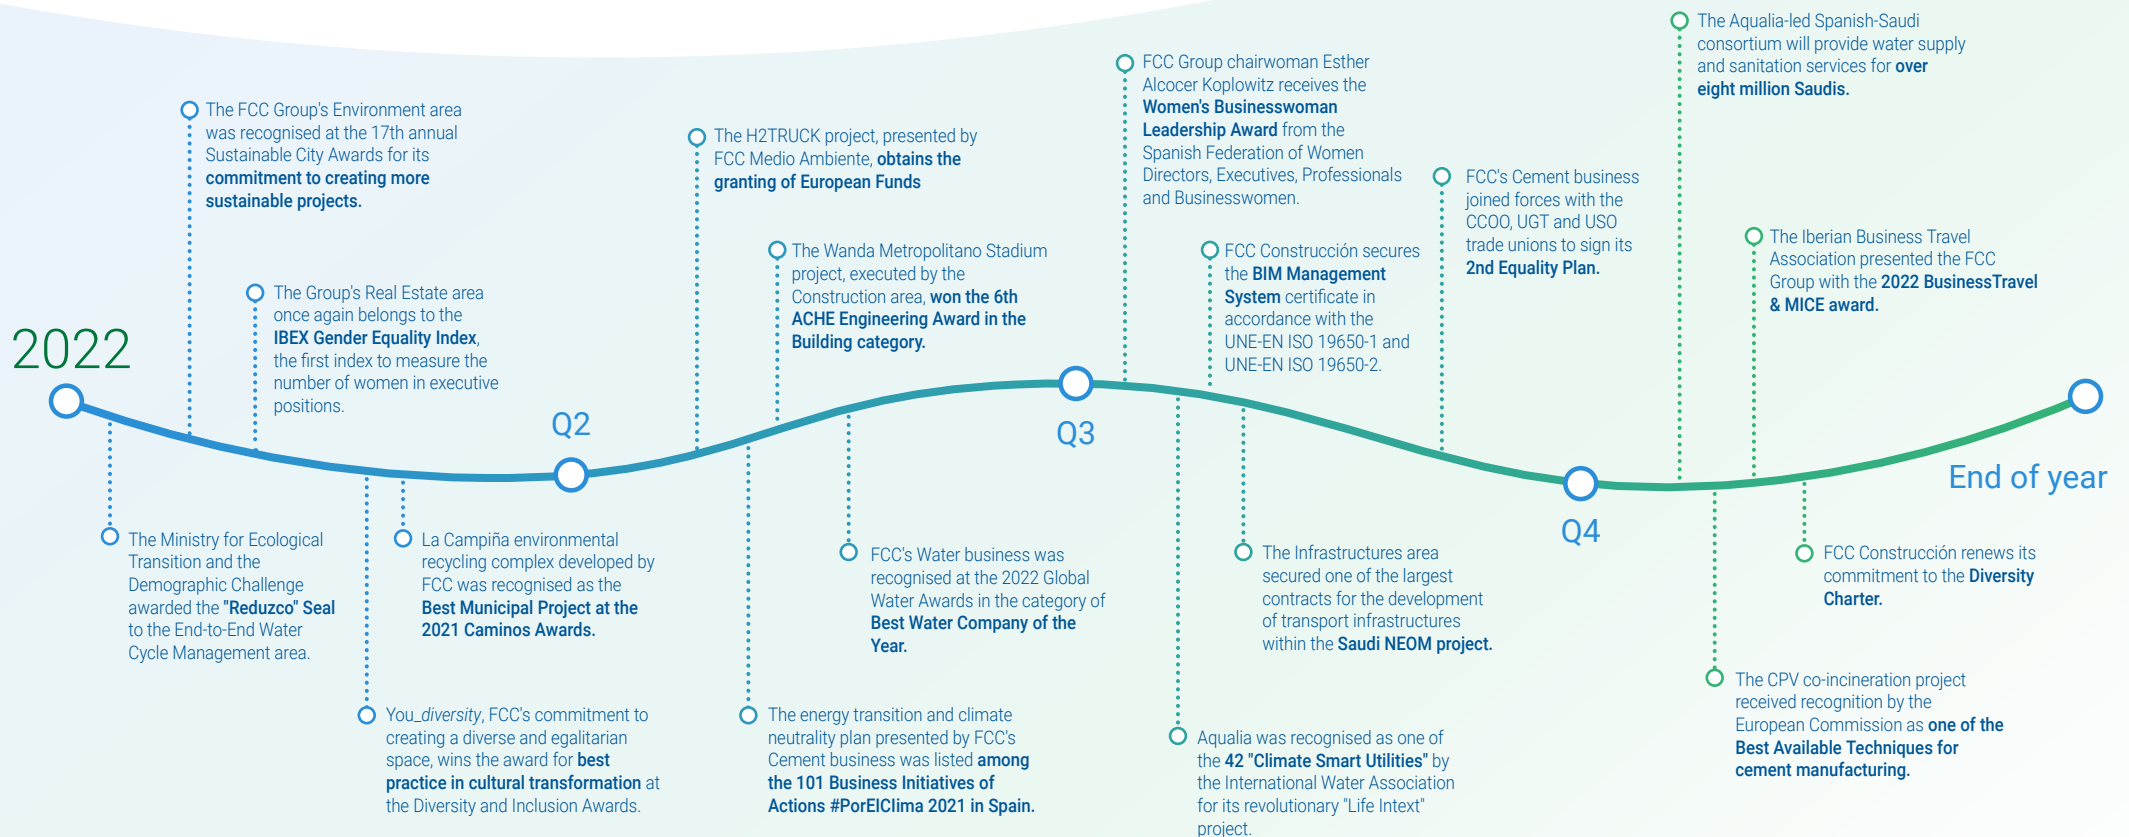 2022
The FCC Group's Environment area
was recognised at the 17th annual
Sustainable City Awards for its
commitment to creating more
sustainable projects.
The Group's Real Estate area
once again belongs to the
IBEX Gender Equality Index,
the first index to measure the
number of women in executive
positions.
The Ministry for Ecological
Transition and the
Demographic Challenge
awarded the "Reduzco" Seal
to the End-to-End Water
Cycle Management area.
La Campiña environmental
recycling complex developed by
FCC was recognised as the
Best Municipal Project at the
2021 Caminos Awards.
You_diversity, FCC's commitment to
creating a diverse and egalitarian
space, wins the award for best
practice in cultural transformation at
the Diversity and Inclusion Awards.
Q2
The H2TRUCK project, presented by
FCC Medio Ambiente, obtains the
granting of European Funds
The Wanda Metropolitano Stadium
project, executed by the
Construction area, won the 6th
ACHE Engineering Award in the
Building category.
FCC's Water business was
recognised at the 2022 Global
Water Awards in the category of
Best Water Company of the
Year.
The energy transition and climate
neutrality plan presented by FCC's
Cement business was listed among
the 101 Business Initiatives of
Actions #PorElClima 2021 in Spain.
Q3
FCC Group chairwoman Esther
Alcocer Koplowitz receives the
Women's Businesswoman
Leadership Award from the
Spanish Federation of Women
Directors, Executives, Professionals
and Businesswomen.
FCC Construcción secures
the BIM Management
System certificate in
accordance with the
UNE-EN ISO 19650-1 and
UNE-EN ISO 19650-2.
FCC's Cement business
joined forces with the
CCOO, UGT and USO
trade unions to sign its
2nd Equality Plan.
The Infrastructures area
secured one of the largest
contracts for the development
of transport infrastructures
within the Saudi NEOM project.
Aqualia was recognised as one of
the 42 "Climate Smart Utilities" by
the International Water Association
for its revolutionary "Life Intext"
project.
Q4
The Aqualia-led Spanish-Saudi
consortium will provide water supply
and sanitation services for over
eight million Saudis.
The Iberian Business Travel
Association presented the FCC
Group with the 2022 BusinessTravel
& MICE award.
FCC Construcción renews its
commitment to the Diversity
Charter.
The CPV co-incineration project
received recognition by the
European Commission as one of the
Best Available Techniques for
cement manufacturing.
End of year